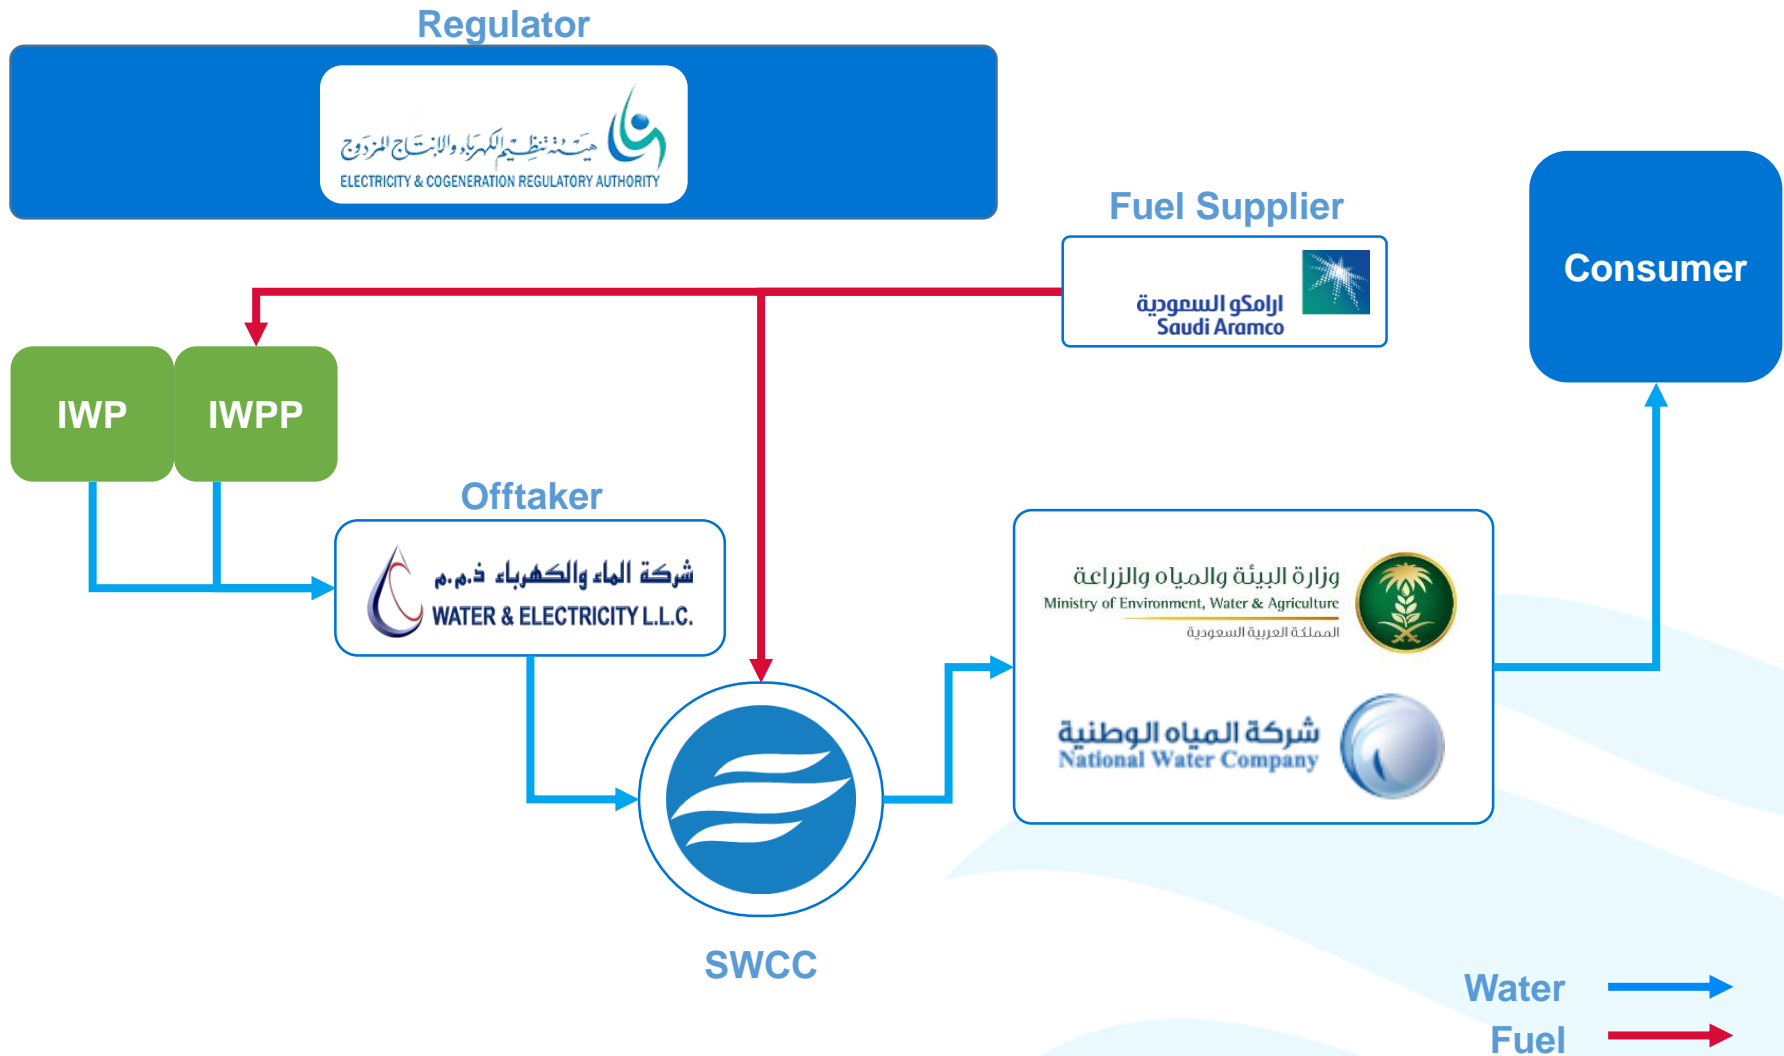 Regulator
هيئة تنظيم الكهرباء والانتاج المزدوج
ELECTRICITY & COGENERATION REGULATORY AUTHORITY
Fuel Supplier
ارامكو السعودية
Saudi Aramco
Consumer
IWP
IWPP
Offtaker
شركة الماء والكهرباء ذ.م.م
WATER & ELECTRICITY L.L.C.
وزارة البيئة والمياه والزراعة
Ministry of Environment, Water & Agriculture
المملكة العربية السعودية
شركة المياه الوطنية
National Water Company
SWCC
Water
Fuel